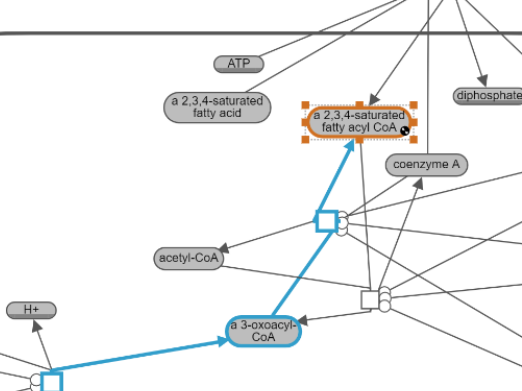 ATP
a 2,3,4-saturated
fatty acid
a 2,3,4-saturated
fatty acyl CoA
diphosphate
coenzyme A
acetyl-CoA
a 3-oxoacyl-
CoA
H+